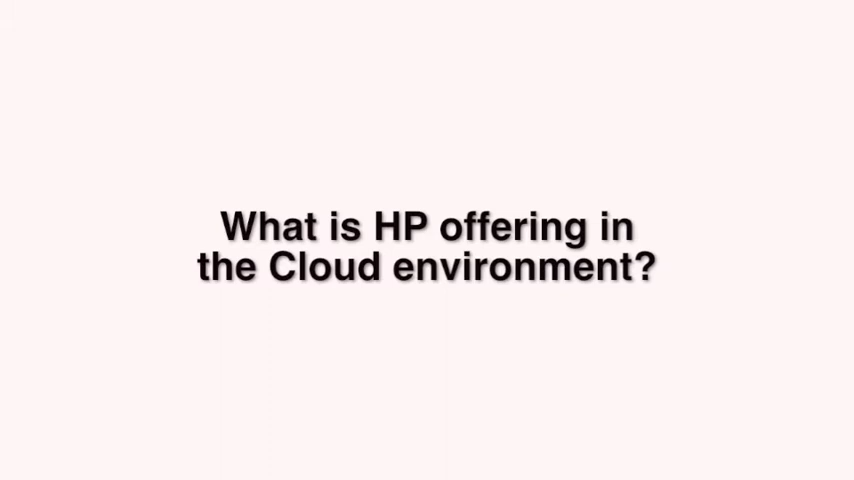 What is HP offering in
the Cloud environment?